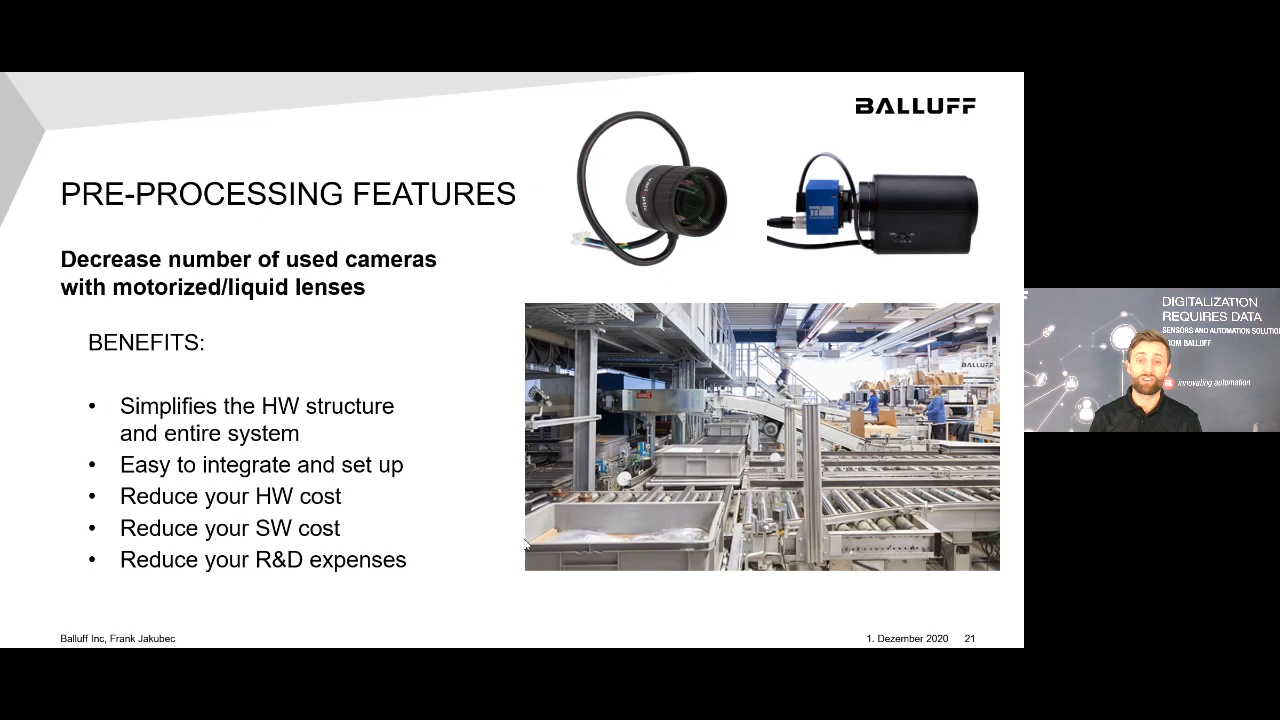 BALLUFF
PRE-PROCESSING FEATURES
Decrease number of used cameras
with motorized/liquid lenses
BENEFITS:
• Simplifies the HW structure
and entire system
• Easy to integrate and set up
• Reduce your HW cost
• Reduce your SW cost
• Reduce your R&D expenses
BALLUFF
Balluff Inc, Frank Jakubec
1. Dezember 2020 21
DIGITALIZATION
REQUIRES DATA
SENSORS AND AUTOMATION
BALLUFF
innovating automation